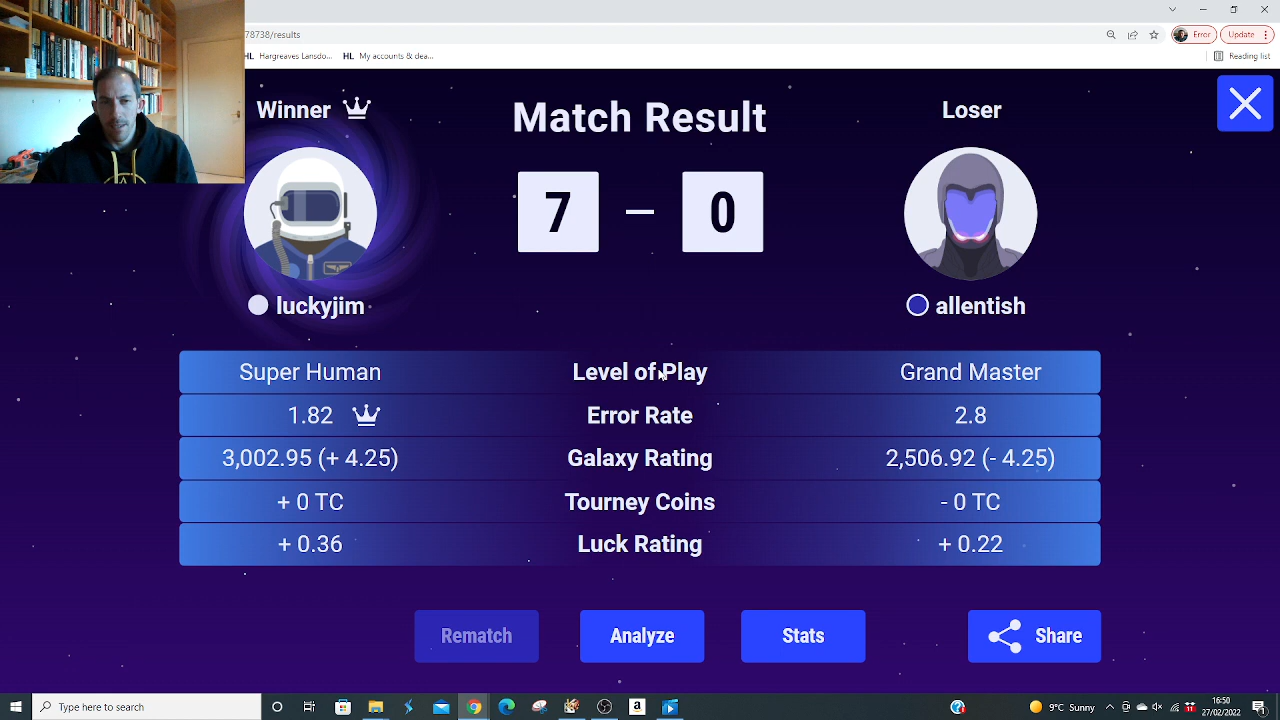 78738/results
Error
Update
HL Hargreaves Lansdo...
HL My accounts & dea...
Reading list
Winner
Match Result
Loser
7 – 0
luckyjim
allentish
Super Human Level of Play Grand Master
1.82 Error Rate 2.8
3,002.95 (+ 4.25) Galaxy Rating 2,506.92 (- 4.25)
+ 0 TC Tourney Coins - 0 TC
+ 0.36 Luck Rating + 0.22
Rematch
Analyze
Stats
Share
Type here to search
9°C Sunny
16:50
27/02/2022